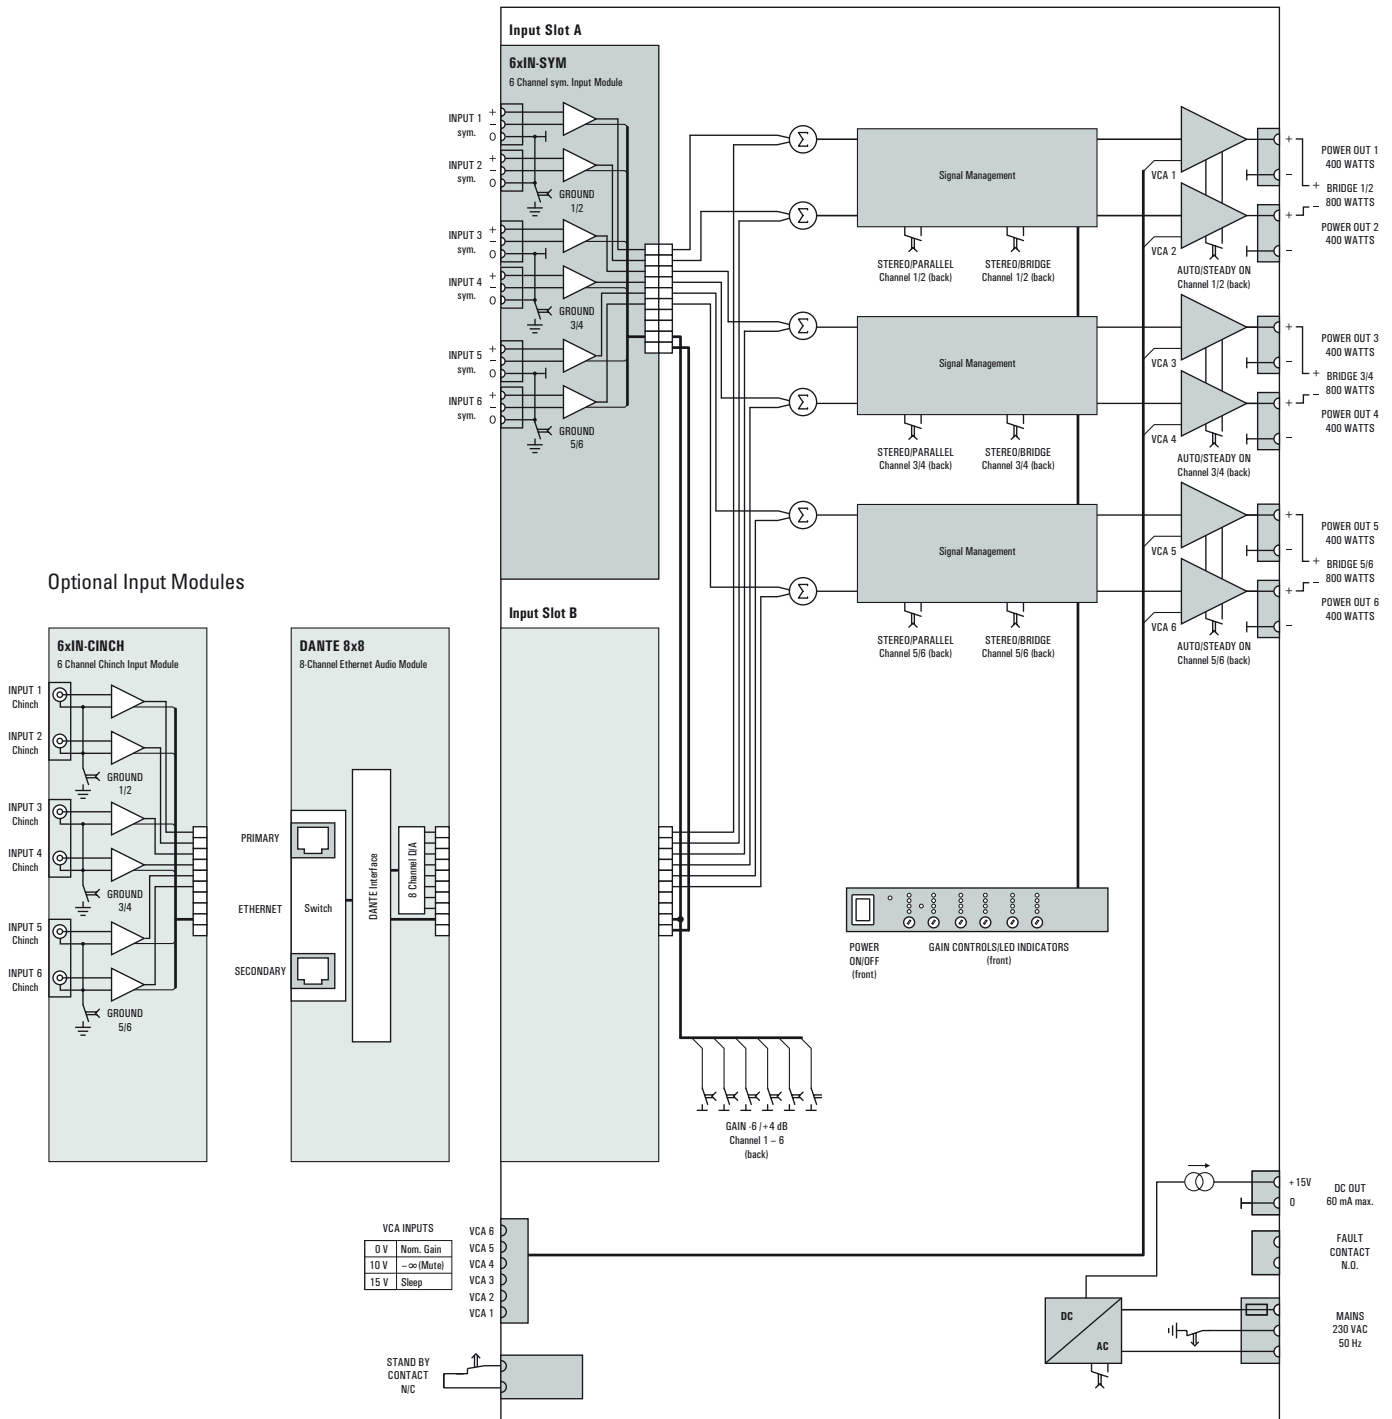 Input Slot A
6xIN-SYM
6 Channel sym. Input Module
INPUT 1
sym.
+
−
0
INPUT 2
sym.
+
−
0
GROUND
1/2
INPUT 3
sym.
+
−
0
INPUT 4
sym.
+
−
0
GROUND
3/4
INPUT 5
sym.
+
−
0
INPUT 6
sym.
+
−
0
GROUND
5/6
Σ
Σ
Signal Management
STEREO/PARALLEL
Channel 1/2 (back)
STEREO/BRIDGE
Channel 1/2 (back)
VCA 1
VCA 2
AUTO/STEADY ON
Channel 1/2 (back)
+
−
+
−
POWER OUT 1
400 WATTS
+ BRIDGE 1/2
− 800 WATTS
POWER OUT 2
400 WATTS
Σ
Σ
Signal Management
STEREO/PARALLEL
Channel 3/4 (back)
STEREO/BRIDGE
Channel 3/4 (back)
VCA 3
VCA 4
AUTO/STEADY ON
Channel 3/4 (back)
+
−
+
−
POWER OUT 3
400 WATTS
+ BRIDGE 3/4
− 800 WATTS
POWER OUT 4
400 WATTS
Σ
Σ
Signal Management
STEREO/PARALLEL
Channel 5/6 (back)
STEREO/BRIDGE
Channel 5/6 (back)
VCA 5
VCA 6
AUTO/STEADY ON
Channel 5/6 (back)
+
−
+
−
POWER OUT 5
400 WATTS
+ BRIDGE 5/6
− 800 WATTS
POWER OUT 6
400 WATTS
Optional Input Modules
6xIN-CINCH
6 Channel Chinch Input Module
INPUT 1
Chinch
INPUT 2
Chinch
GROUND
1/2
INPUT 3
Chinch
INPUT 4
Chinch
GROUND
3/4
INPUT 5
Chinch
INPUT 6
Chinch
GROUND
5/6
DANTE 8x8
8-Channel Ethernet Audio Module
PRIMARY
ETHERNET
Switch
SECONDARY
DANTE Interface
8 Channel D/A
Input Slot B
POWER
ON/OFF
(front)
GAIN CONTROLS/LED INDICATORS
(front)
GAIN -6 / +4 dB
Channel 1 – 6
(back)
VCA INPUTS
0 V Nom. Gain
10 V −∞(Mute)
15 V Sleep
VCA 6
VCA 5
VCA 4
VCA 3
VCA 2
VCA 1
STAND BY
CONTACT
N/C
+15V
0
DC OUT
60 mA max.
FAULT
CONTACT
N.O.
DC
AC
MAINS
230 VAC
50 Hz